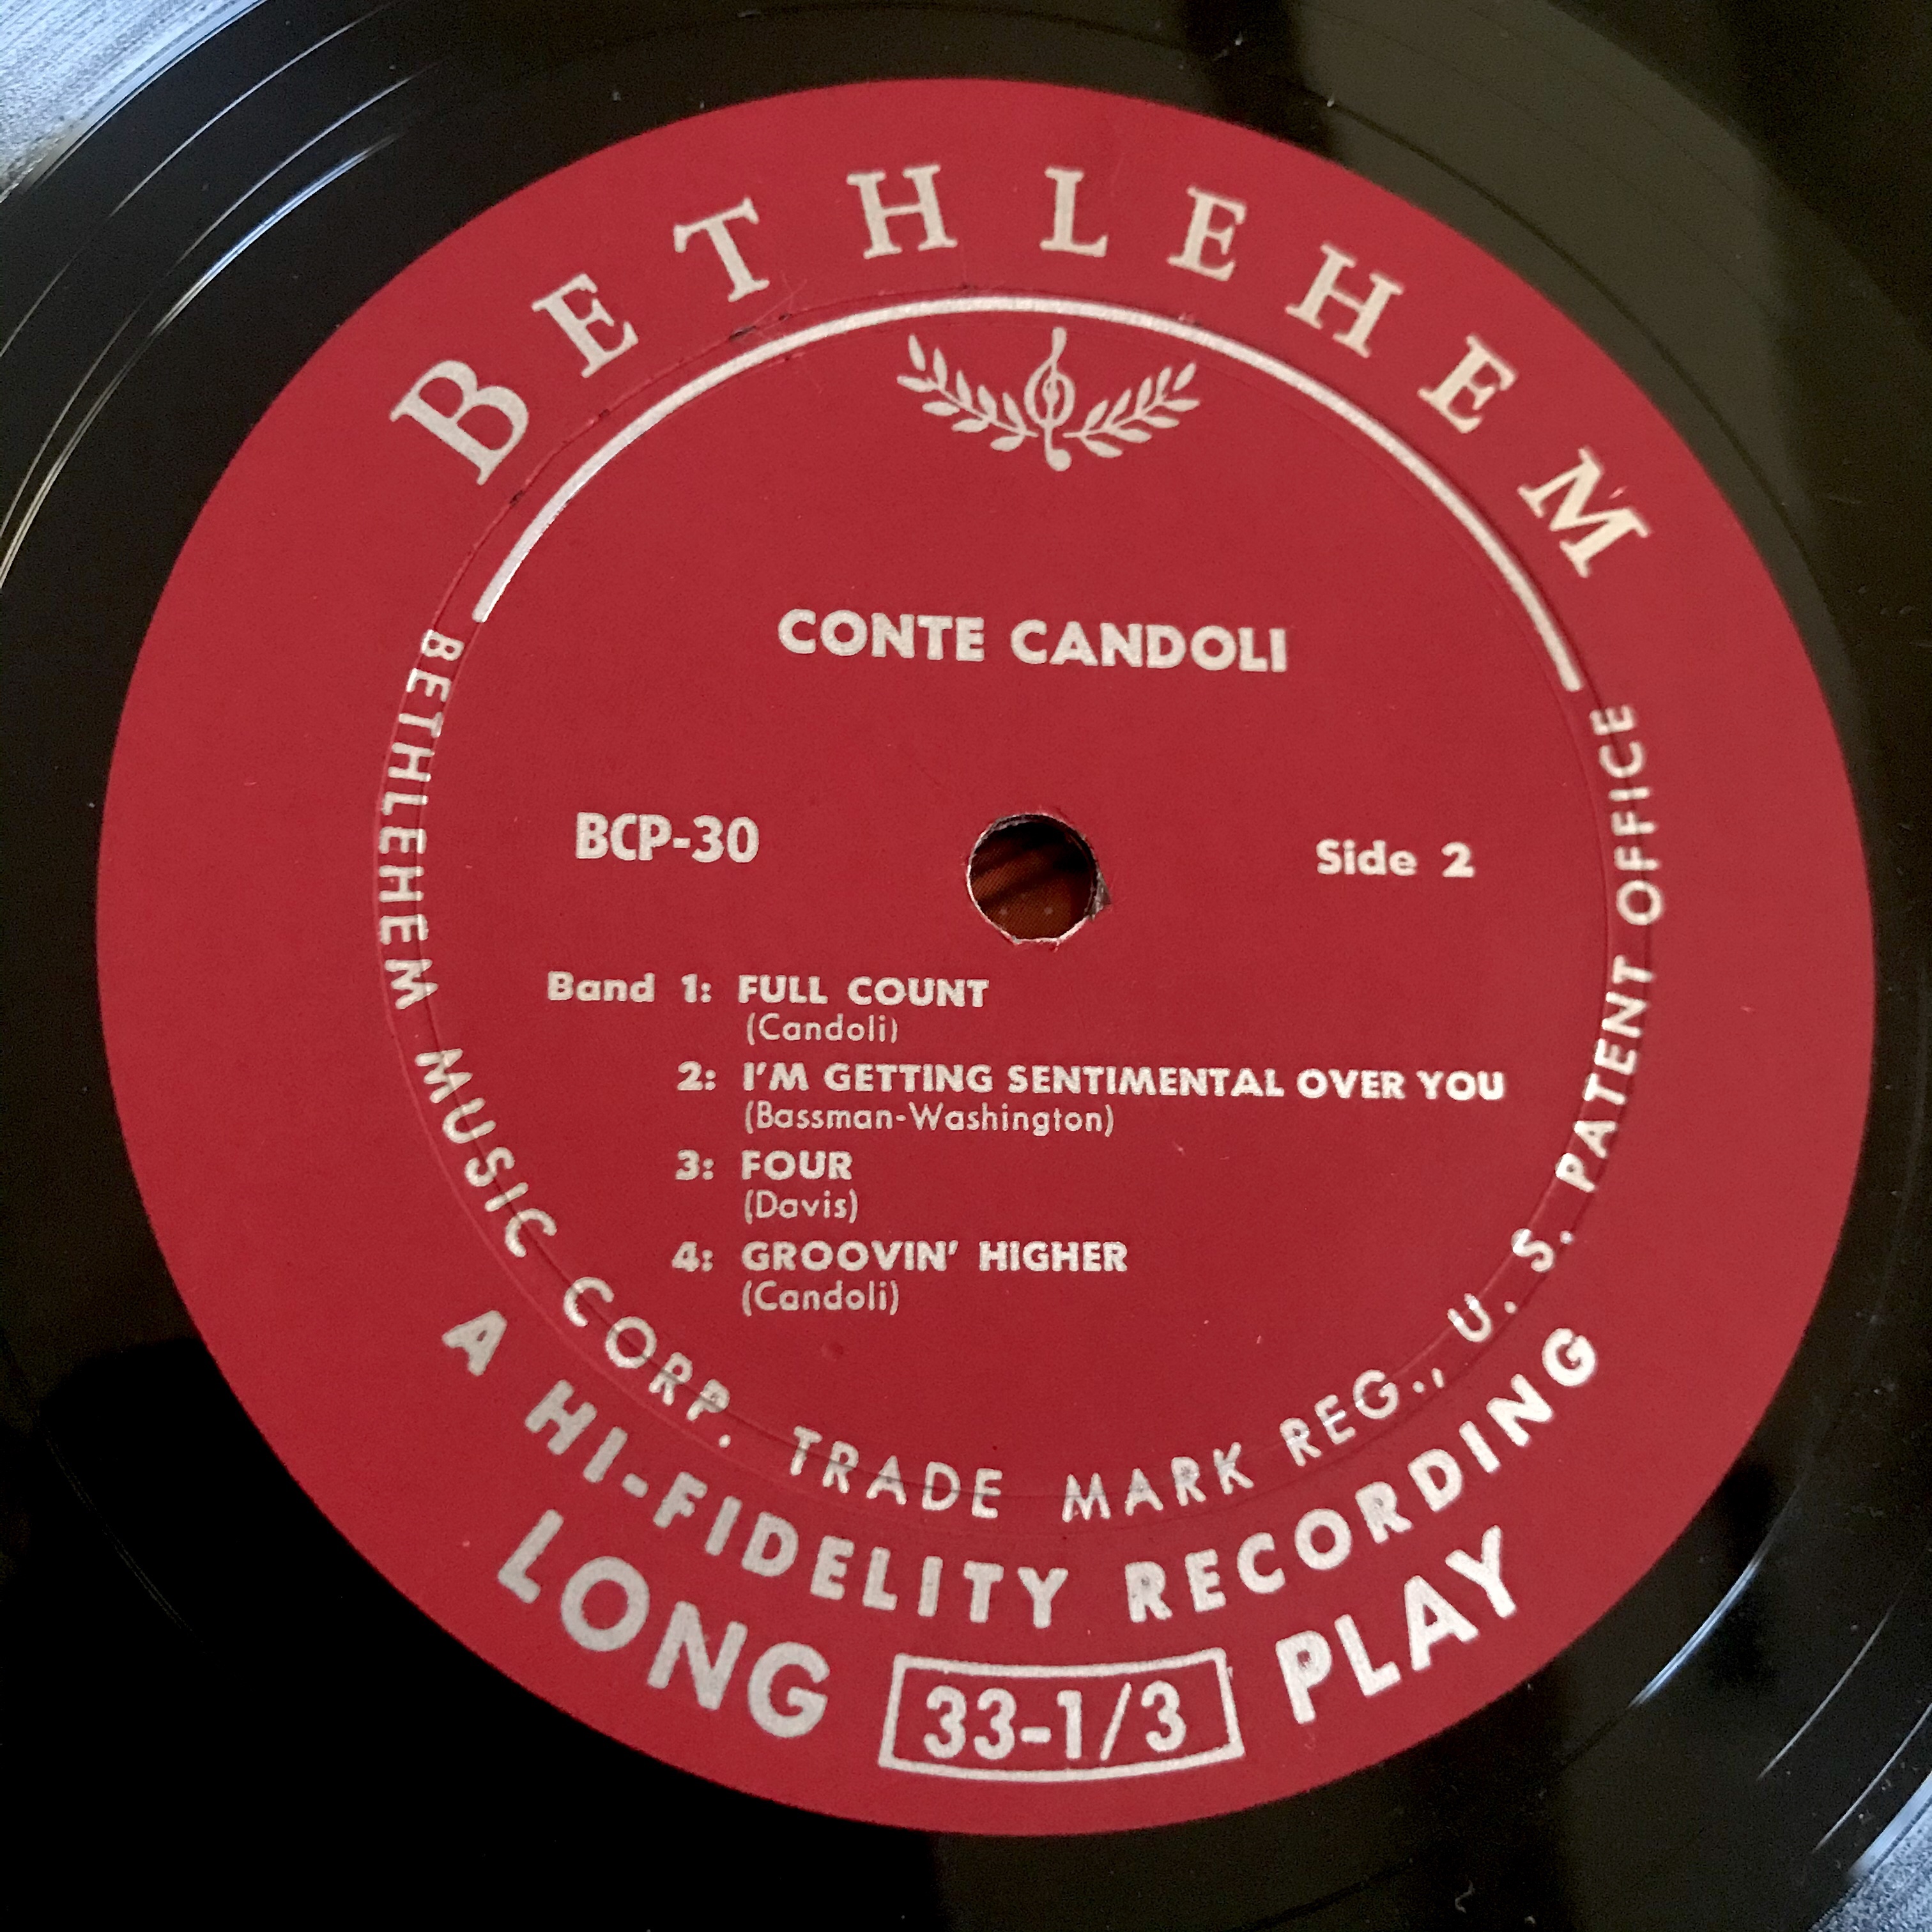 BETHLEHEM
CONTE CANDOLI
BCP-30
Side 2
Band 1: FULL COUNT
(Candoli)
2: I'M GETTING SENTIMENTAL OVER YOU
(Bassman-Washington)
3: FOUR
(Davis)
4: GROOVIN' HIGHER
(Candoli)
BETHLEHEM MUSIC CORP. TRADE MARK REG., U. S. PATENT OFFICE
A HI-FIDELITY RECORDING
LONG 33-1/3 PLAY